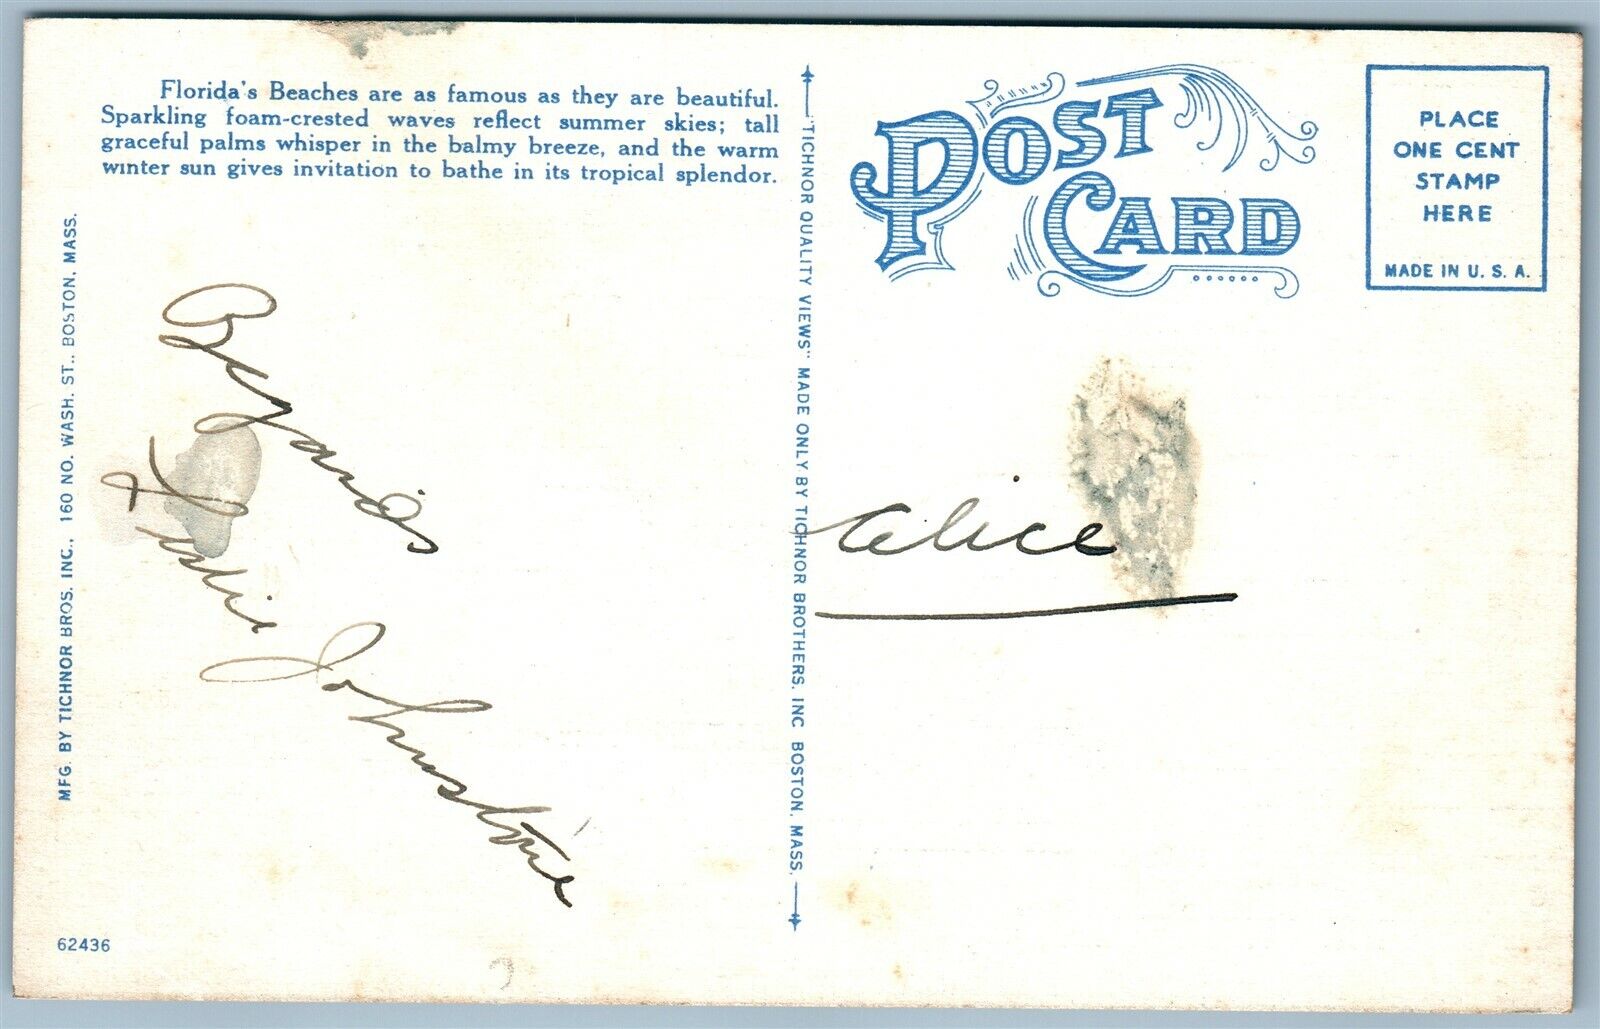 Florida's Beaches are as famous as they are beautiful.
Sparkling foam-crested waves reflect summer skies; tall
graceful palms whisper in the balmy breeze, and the warm
winter sun gives invitation to bathe in its tropical splendor.
MFG. BY TICHNOR BROS. INC., 160 NO. WASH. ST., BOSTON, MASS.
Regards
Johnstone
62436
"TICHNOR QUALITY VIEWS" MADE ONLY BY TICHNOR BROTHERS, INC BOSTON, MASS.
POST
CARD
PLACE
ONE CENT
STAMP
HERE
MADE IN U. S. A.
Alice